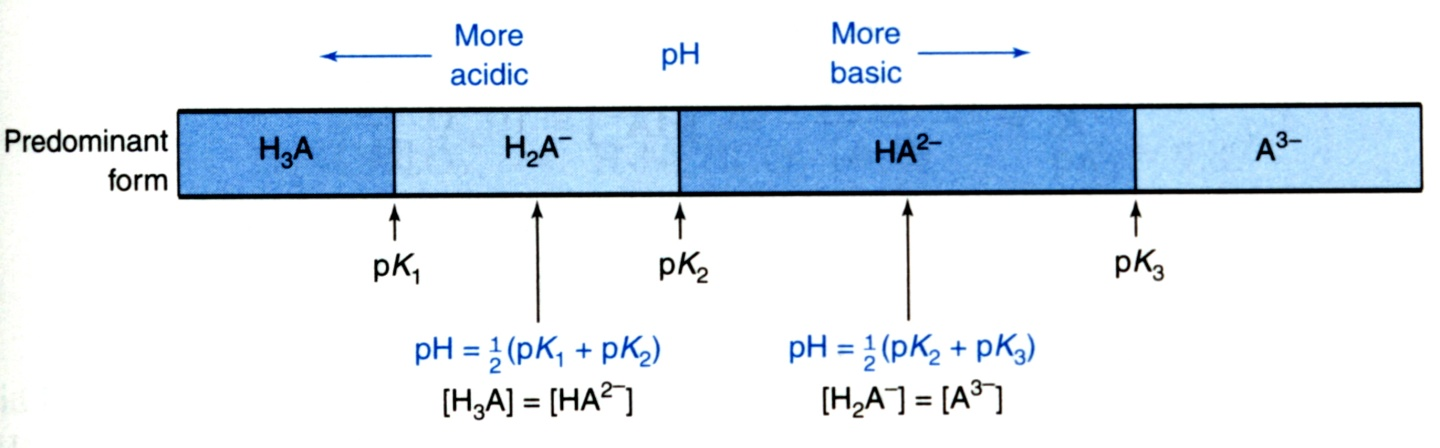 More acidic
pH
More basic
Predominant form
H₃A
H₂A⁻
HA²⁻
A³⁻
pK₁
pK₂
pK₃
pH = ½(pK₁ + pK₂)
[H₃A] = [HA²⁻]
pH = ½(pK₂ + pK₃)
[H₂A⁻] = [A³⁻]